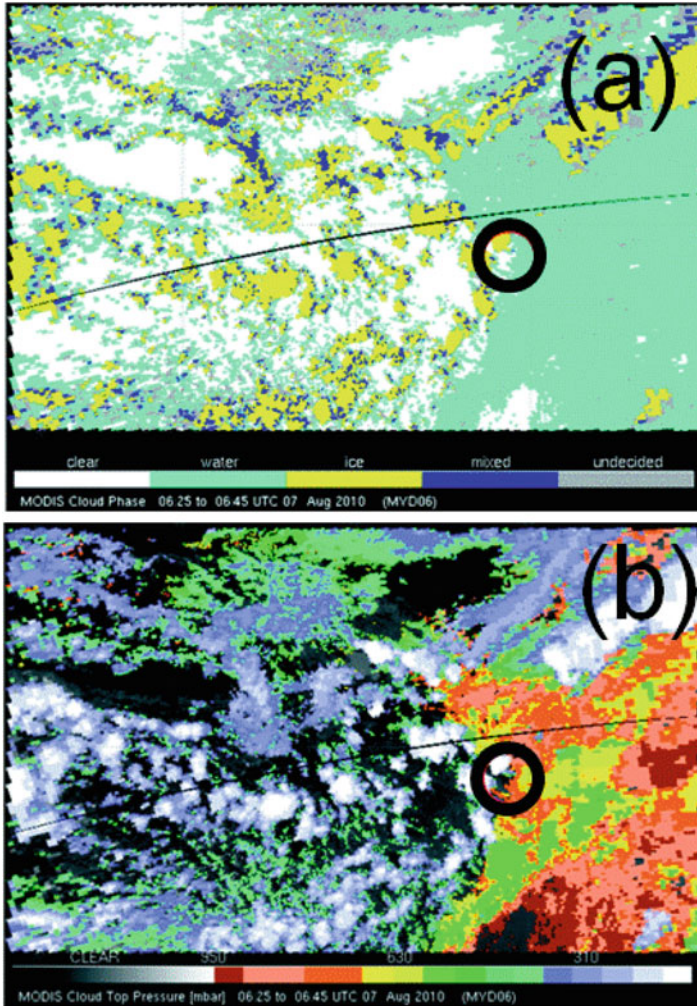 (a)
clear water ice mixed undecided
MODIS Cloud Phase 06:25 to 06:45 UTC 07 Aug 2010 (MYD06)
(b)
CLEAR 950 630 310
MODIS Cloud Top Pressure [mbar] 06:25 to 06:45 UTC 07 Aug 2010 (MYD06)